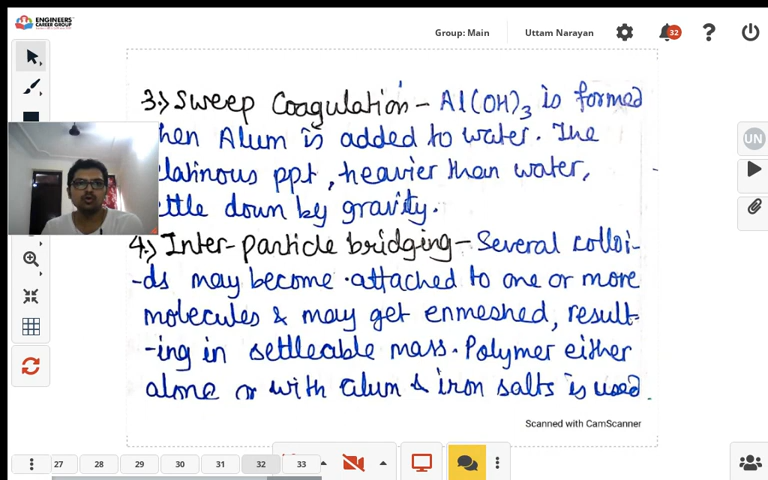 ENGINEERS
CAREER GROUP
Group: Main
Uttam Narayan
32
3.) Sweep Coagulation - Al(OH)3 is formed
hen Alum is added to water. The
elatinous ppt, heavier than water,
ettle down by gravity.
4.) Inter-particle bridging - Several colloi-
-ds may become attached to one or more
molecules & may get enmeshed, result-
-ing in settleable mass. Polymer either
alone or with alum & iron salts is used.
Scanned with CamScanner
UN
27 28 29 30 31 32 33